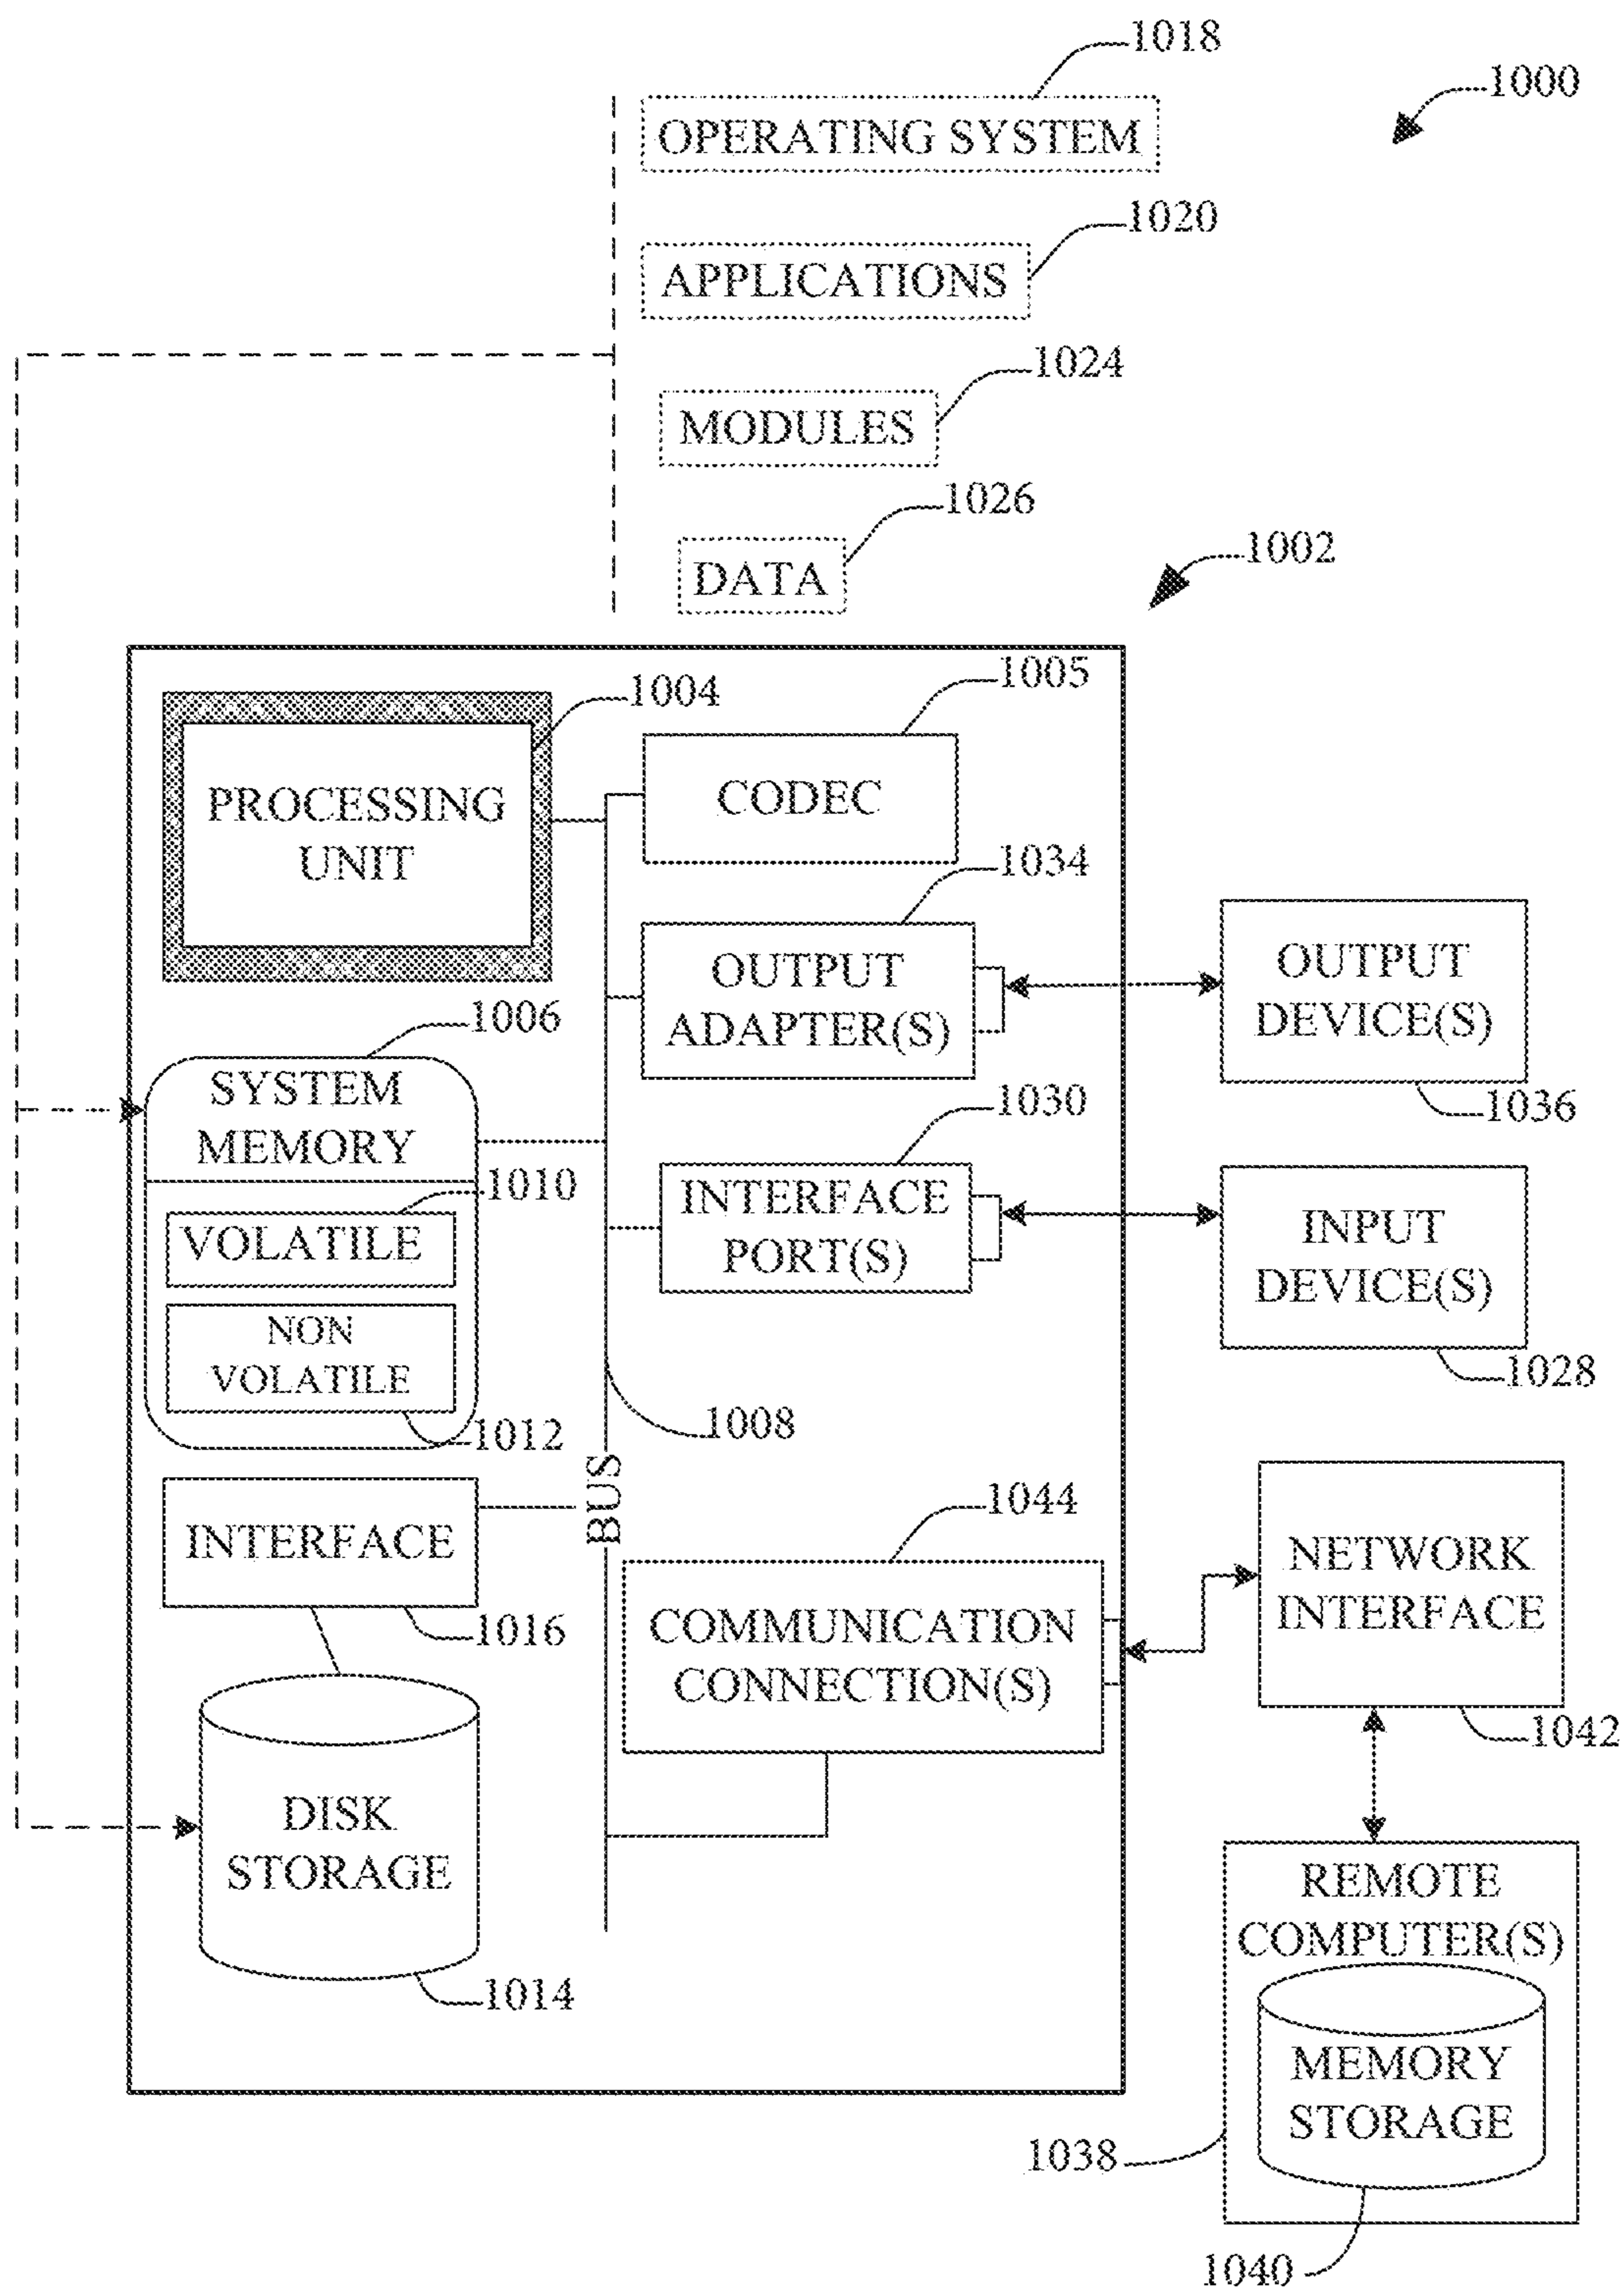 1018
1000
OPERATING SYSTEM
1020
APPLICATIONS
1024
MODULES
1026
DATA
1002
1005
1004
CODEC
PROCESSING
UNIT
1034
OUTPUT
ADAPTER(S)
OUTPUT
DEVICE(S)
1036
1006
SYSTEM
MEMORY
1010
VOLATILE
NON
VOLATILE
1012
1030
INTERFACE
PORT(S)
INPUT
DEVICE(S)
1028
1008
BUS
INTERFACE
1016
1044
COMMUNICATION
CONNECTION(S)
NETWORK
INTERFACE
1042
DISK
STORAGE
1014
REMOTE
COMPUTER(S)
MEMORY
STORAGE
1038
1040